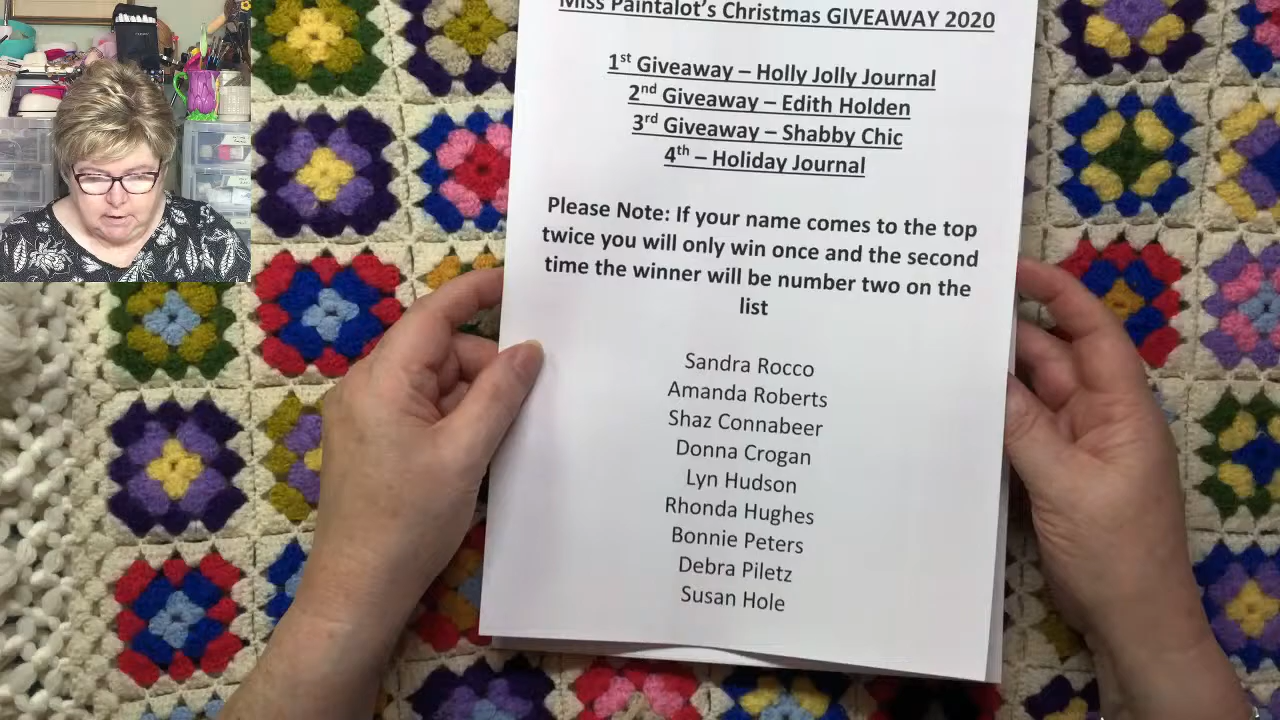 Miss Paintalot's Christmas GIVEAWAY 2020
1st Giveaway – Holly Jolly Journal
2nd Giveaway – Edith Holden
3rd Giveaway – Shabby Chic
4th – Holiday Journal
Please Note: If your name comes to the top
twice you will only win once and the second
time the winner will be number two on the
list
Sandra Rocco
Amanda Roberts
Shaz Connabeer
Donna Crogan
Lyn Hudson
Rhonda Hughes
Bonnie Peters
Debra Piletz
Susan Hole